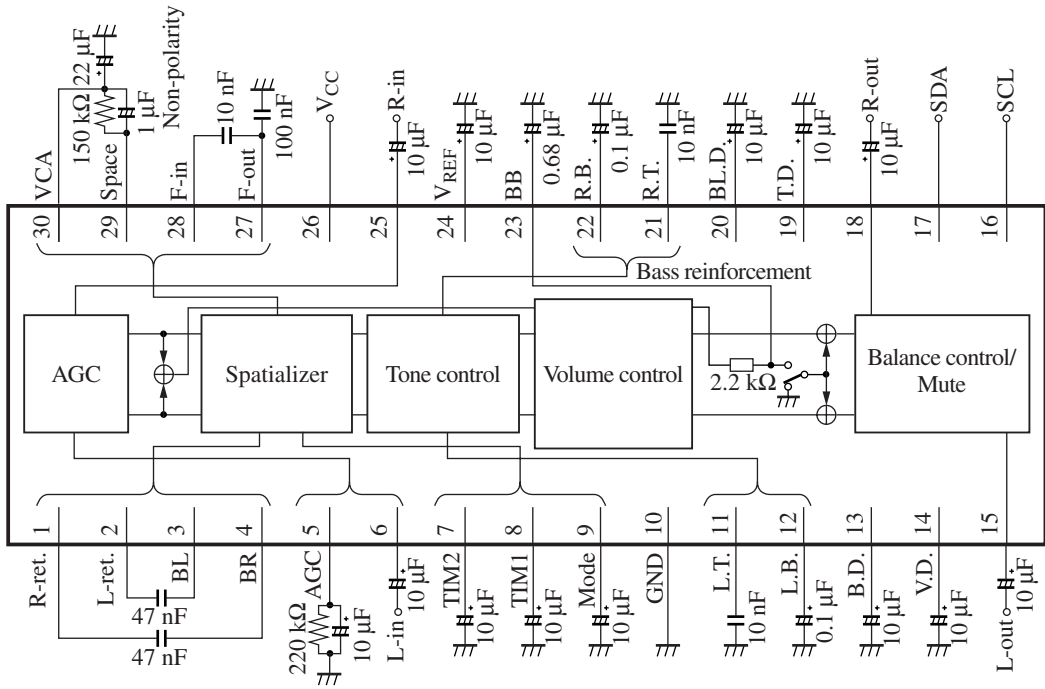 150 kΩ
22 µF
1 µF
Non-polarity
10 nF
100 nF
VCC
R-in
10 µF
VREF
10 µF
BB
0.68 µF
R.B.
0.1 µF
R.T.
10 nF
BL.D.
10 µF
T.D.
10 µF
R-out
10 µF
SDA
SCL
VCA
Space
F-in
F-out
30
29
28
27
26
25
24
23
22
21
20
19
18
17
16
Bass reinforcement
AGC
Spatializer
Tone control
Volume control
2.2 kΩ
Balance control/
Mute
1
2
3
4
5
6
7
8
9
10
11
12
13
14
15
R-ret.
L-ret.
BL
BR
AGC
L-in
10 µF
TIM2
TIM1
Mode
GND
L.T.
L.B.
B.D.
V.D.
L-out
10 µF
47 nF
47 nF
220 kΩ
10 µF
10 µF
10 µF
10 µF
10 nF
0.1 µF
10 µF
10 µF